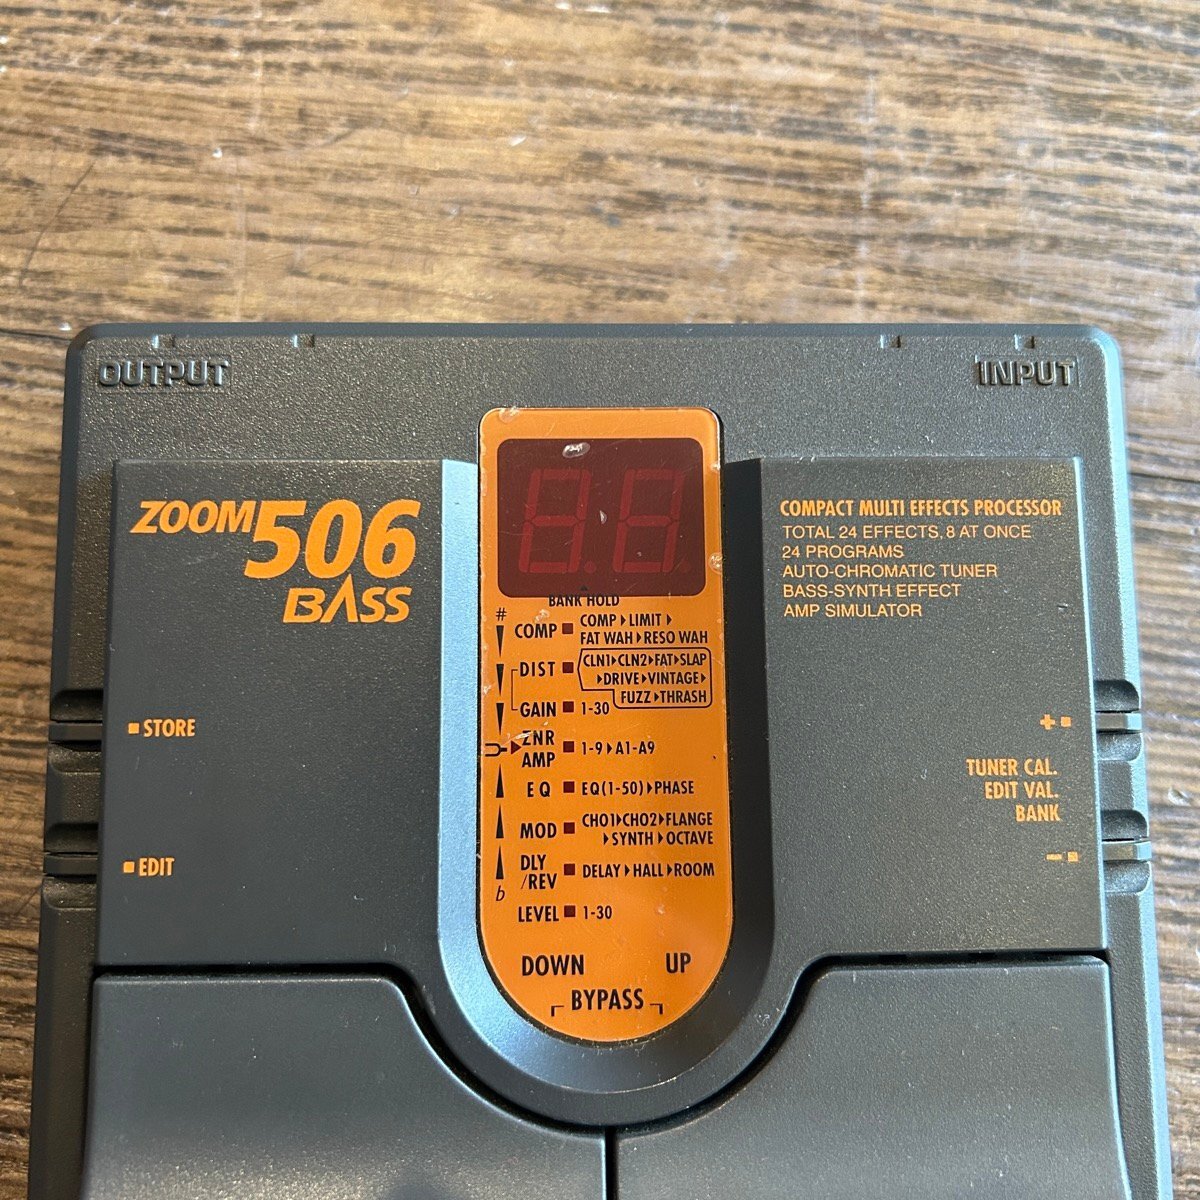 OUTPUT
INPUT
ZOOM 506
BASS
COMPACT MULTI EFFECTS PROCESSOR
TOTAL 24 EFFECTS, 8 AT ONCE
24 PROGRAMS
AUTO-CHROMATIC TUNER
BASS-SYNTH EFFECT
AMP SIMULATOR
BANK HOLD
#
COMP COMP▸LIMIT▸
FAT WAH▸RESO WAH
DIST CLN1▸CLN2▸FAT▸SLAP
▸DRIVE▸VINTAGE▸
FUZZ▸THRASH
GAIN 1-30
ZNR
AMP 1-9▸A1-A9
EQ EQ(1-50)▸PHASE
MOD CHO1▸CHO2▸FLANGE
▸SYNTH▸OCTAVE
DLY
/REV DELAY▸HALL▸ROOM
b
LEVEL 1-30
DOWN UP
BYPASS
STORE
EDIT
+
TUNER CAL.
EDIT VAL.
BANK
−